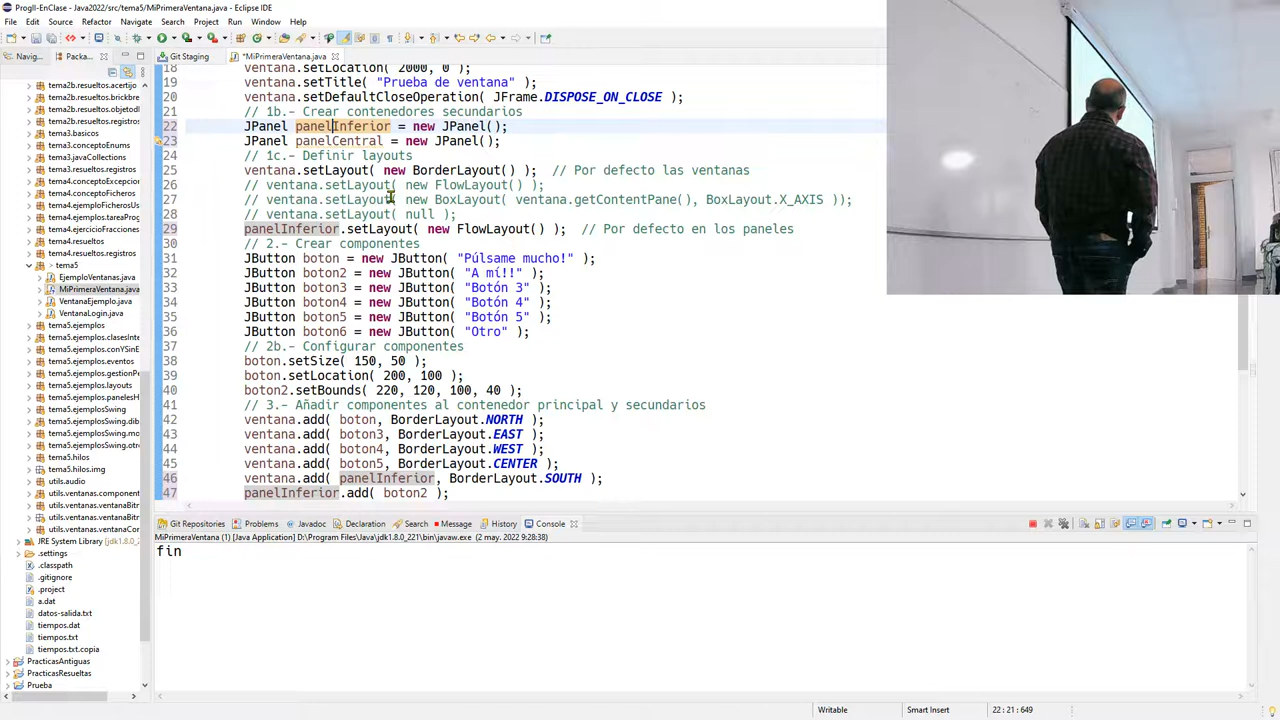 ProgII-EnClase - Java2022/src/tema5/MiPrimeraVentana.java - Eclipse IDE
File Edit Source Refactor Navigate Search Project Run Window Help
Navig... Packa...
Git Staging
*MiPrimeraVentana.java
tema2b.resueltos.acertijo
tema2b.resueltos.brickbre
tema2b.resueltos.objetodl
tema2b.resueltos.registros
tema3.basicos
tema3.conceptoEnums
tema3.javaCollections
tema3.resueltos.registros
tema4.conceptoExcepcion
tema4.conceptoFicheros
tema4.ejemploFicherosUs
tema4.ejemplo.tareaProg
tema4.ejercicioFracciones
tema4.resueltos
tema4.resueltos.registros
tema5
EjemploVentanas.java
MiPrimeraVentana.java
VentanaEjemplo.java
VentanaLogin.java
tema5.ejemplos
tema5.ejemplos.clasesInte
tema5.ejemplos.conYSinE
tema5.ejemplos.eventos
tema5.ejemplos.gestionPe
tema5.ejemplos.layouts
tema5.ejemplos.panelesH
tema5.ejemplosSwing
tema5.ejemplosSwing.dib
tema5.ejemplosSwing.mo
tema5.ejemplosSwing.otro
tema5.hilos
tema5.hilos.img
utils.audio
utils.ventanas.component
utils.ventanas.ventanaBitn
utils.ventanas.ventanaBitn
utils.ventanas.ventanaCor
JRE System Library [jdk1.8.0_2
.settings
.classpath
.gitignore
.project
a.dat
datos-salida.txt
tiempos.dat
tiempos.txt
tiempos.txt.copia
PracticasAntiguas
PracticasResueltas
Prueba
18 ventana.setLocation( 2000, 0 );
19 ventana.setTitle( "Prueba de ventana" );
20 ventana.setDefaultCloseOperation( JFrame.DISPOSE_ON_CLOSE );
21 // 1b.- Crear contenedores secundarios
22 JPanel panelInferior = new JPanel();
23 JPanel panelCentral = new JPanel();
24 // 1c.- Definir layouts
25 ventana.setLayout( new BorderLayout() ); // Por defecto las ventanas
26 // ventana.setLayout( new FlowLayout() );
27 // ventana.setLayout( new BoxLayout( ventana.getContentPane(), BoxLayout.X_AXIS ));
28 // ventana.setLayout( null );
29 panelInferior.setLayout( new FlowLayout() ); // Por defecto en los paneles
30 // 2.- Crear componentes
31 JButton boton = new JButton( "Púlsame mucho!" );
32 JButton boton2 = new JButton( "A mí!!" );
33 JButton boton3 = new JButton( "Botón 3" );
34 JButton boton4 = new JButton( "Botón 4" );
35 JButton boton5 = new JButton( "Botón 5" );
36 JButton boton6 = new JButton( "Otro" );
37 // 2b.- Configurar componentes
38 boton.setSize( 150, 50 );
39 boton.setLocation( 200, 100 );
40 boton2.setBounds( 220, 120, 100, 40 );
41 // 3.- Añadir componentes al contenedor principal y secundarios
42 ventana.add( boton, BorderLayout.NORTH );
43 ventana.add( boton3, BorderLayout.EAST );
44 ventana.add( boton4, BorderLayout.WEST );
45 ventana.add( boton5, BorderLayout.CENTER );
46 ventana.add( panelInferior, BorderLayout.SOUTH );
47 panelInferior.add( boton2 );
Git Repositories Problems Javadoc Declaration Search Message History Console
MiPrimeraVentana (1) [Java Application] D:\Program Files\Java\jdk1.8.0_221\bin\javaw.exe (2 may. 2022 9:28:38)
fin
Writable Smart Insert 22 : 21 : 649